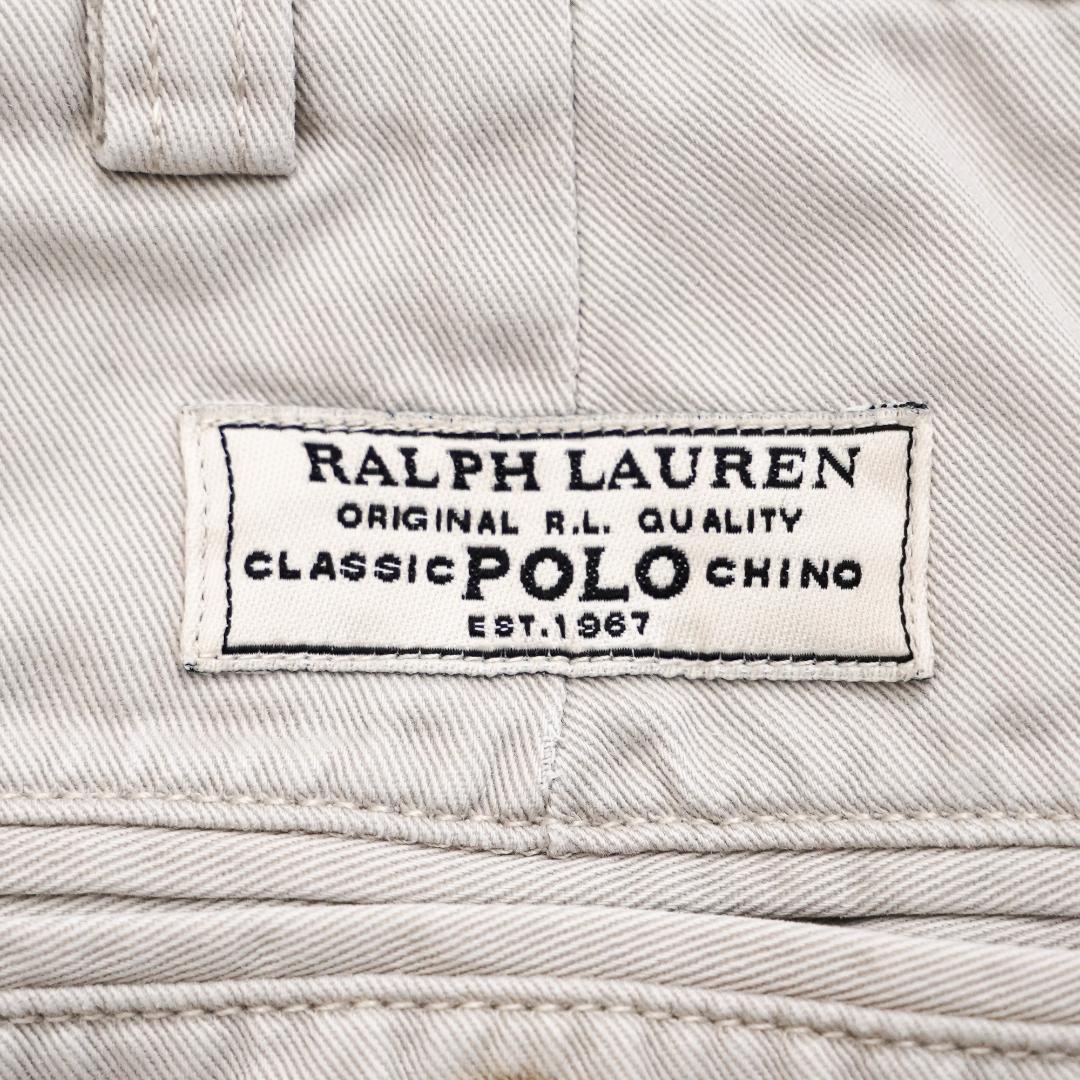 RALPH LAUREN
ORIGINAL R.L. QUALITY
CLASSIC POLO CHINO
EST.1967